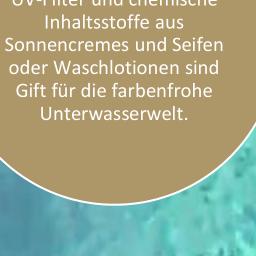 UV-Filter und chemische
Inhaltsstoffe aus
Sonnencremes und Seifen
oder Waschlotionen sind
Gift für die farbenfrohe
Unterwasserwelt.